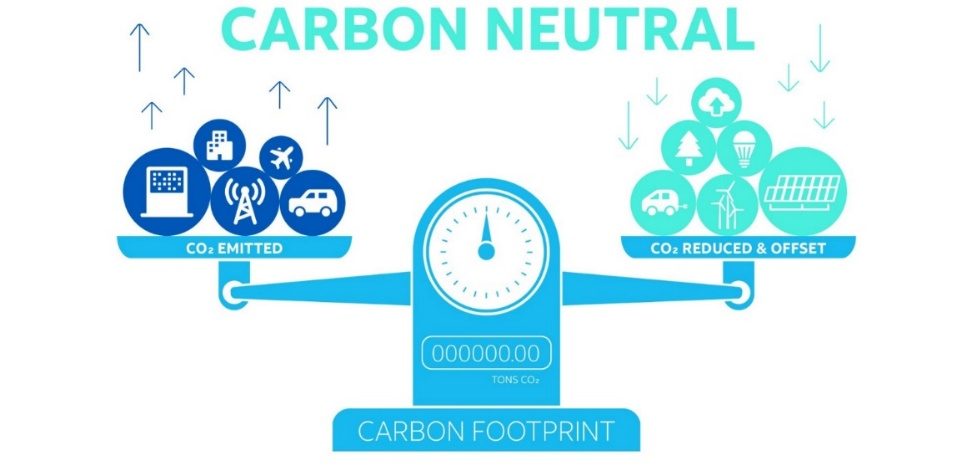 CARBON NEUTRAL
CO₂ EMITTED
CO₂ REDUCED & OFFSET
000000.00
TONS CO₂
CARBON FOOTPRINT